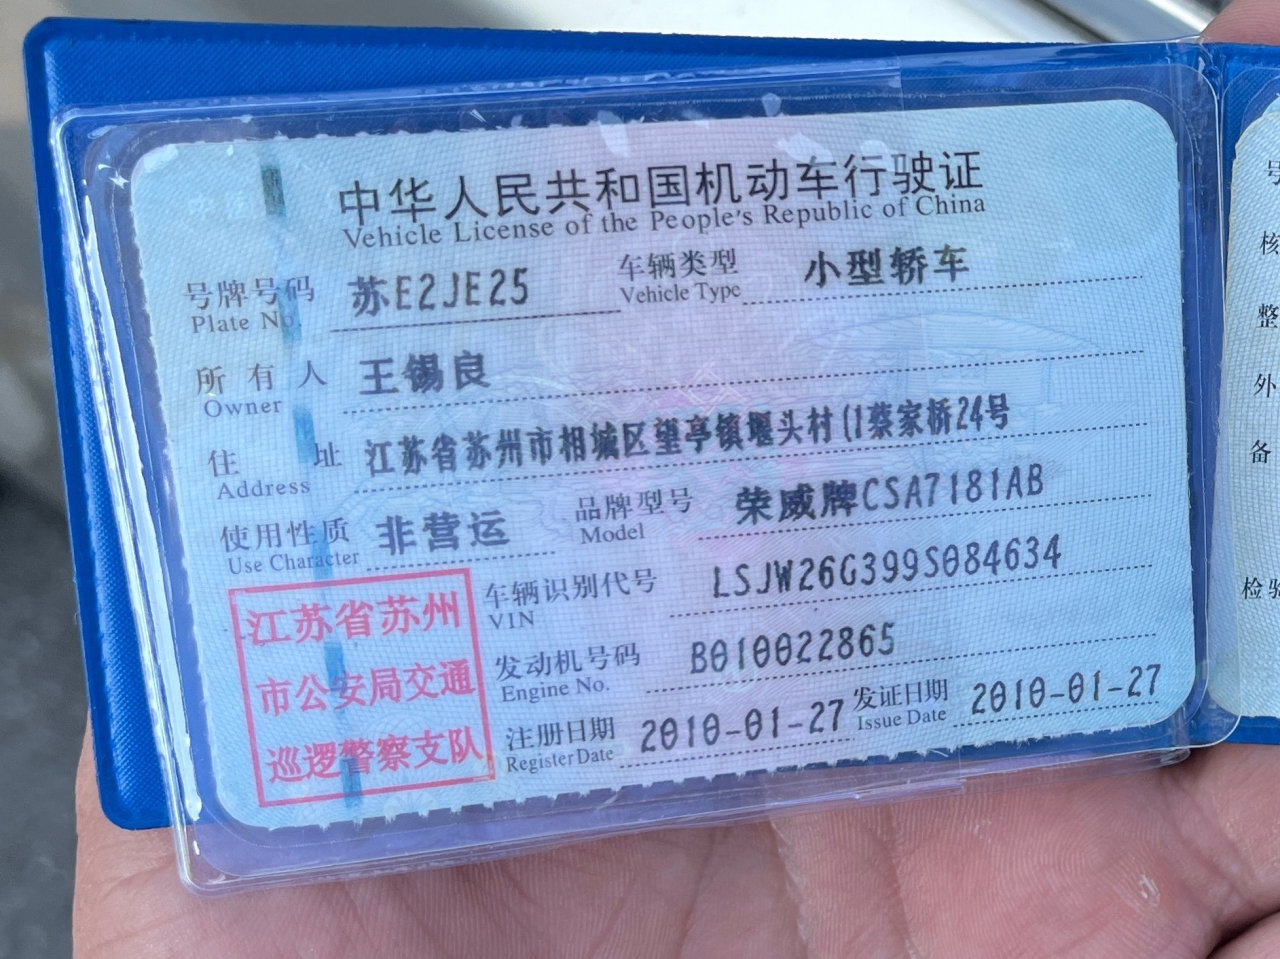 中华人民共和国机动车行驶证
Vehicle License of the People's Republic of China
号牌号码 苏E2JE25 车辆类型 小型轿车
Plate No. Vehicle Type
所有人 王锡良
Owner
住址 江苏省苏州市相城区望亭镇堰头村(1蔡家桥24号
Address
使用性质 非营运 品牌型号 荣威牌CSA7181AB
Use Character Model
江苏省苏州
市公安局交通
巡逻警察支队
车辆识别代号 LSJW26G399S084634
VIN
发动机号码 B010022865
Engine No.
注册日期 2010-01-27 发证日期 2010-01-27
Register Date Issue Date
号
核
整
外
备
检验